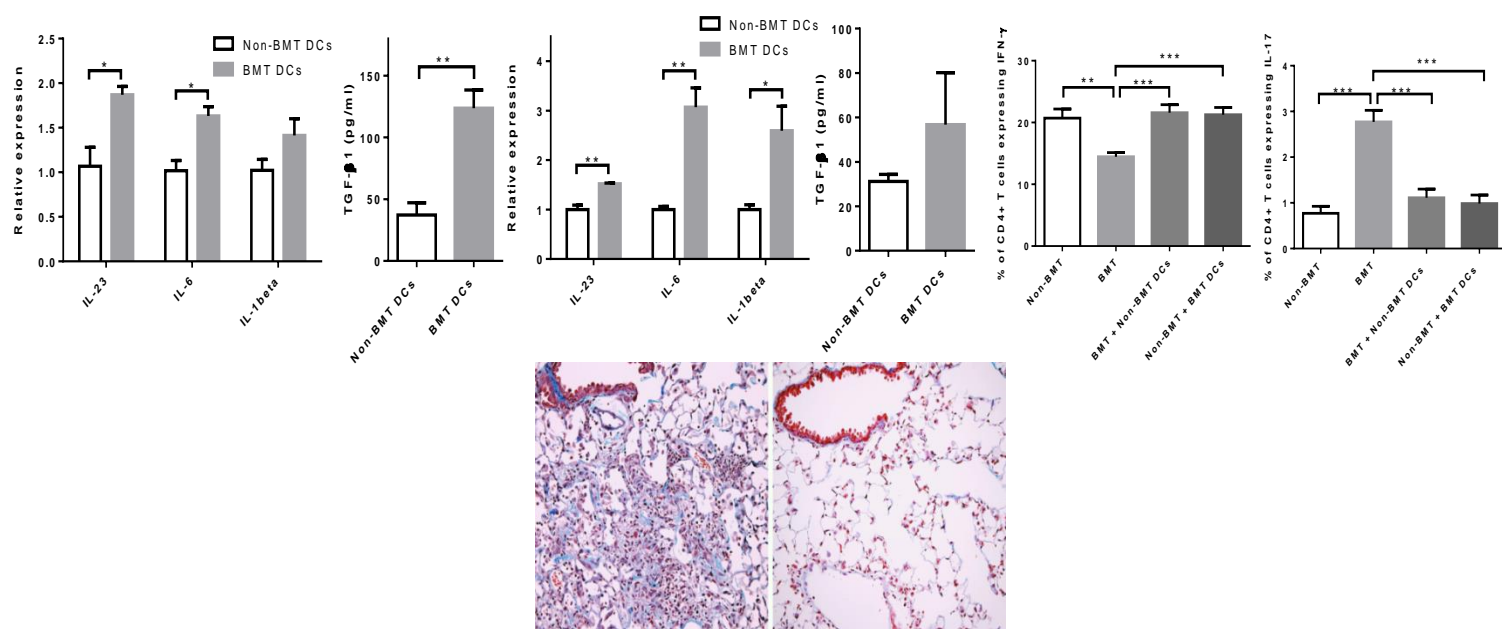 Non-BMT DCs
BMT DCs
Relative expression
2.5
2.0
1.5
1.0
0.5
0.0
*
*
IL-23
IL-6
IL-1beta
TGF-β1 (pg/ml)
150
100
50
0
**
Non-BMT DCs
BMT DCs
Non-BMT DCs
BMT DCs
Relative expression
4
3
2
1
0
**
**
*
IL-23
IL-6
IL-1beta
TGF-β1 (pg/ml)
100
80
60
40
20
0
Non-BMT DCs
BMT DCs
% of CD4+ T cells expressing IFN-γ
30
20
10
0
**
***
***
Non-BMT
BMT
BMT + Non-BMT DCs
Non-BMT + BMT DCs
% of CD4+ T cells expressing IL-17
4
3
2
1
0
***
***
***
Non-BMT
BMT
BMT + Non-BMT DCs
Non-BMT + BMT DCs